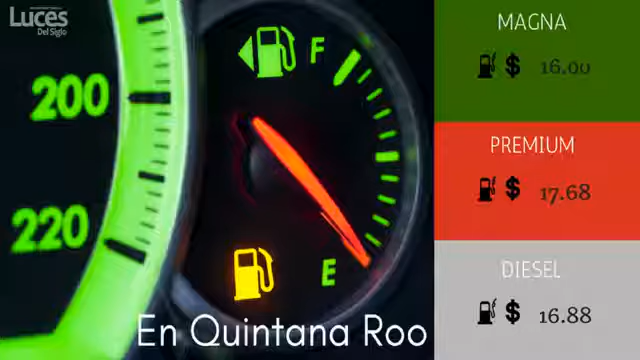 Luces
Del Siglo
F
200
220
E
En Quintana Roo
MAGNA
$ 16.00
PREMIUM
$ 17.68
DIESEL
$ 16.88